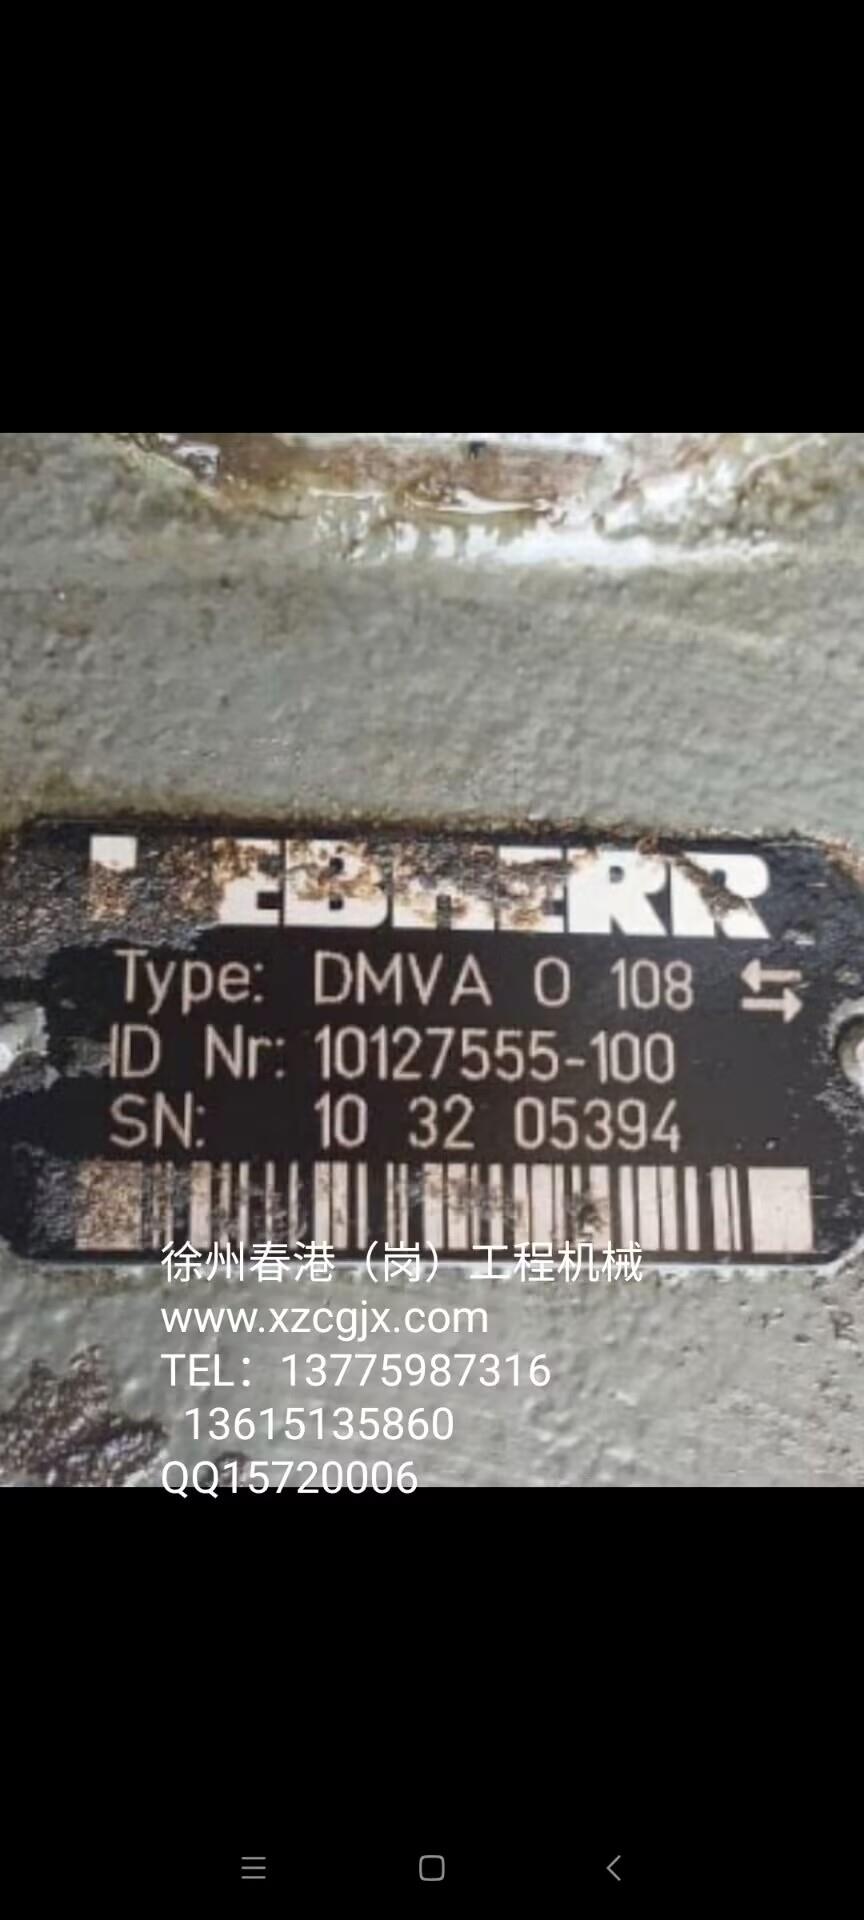 LIEBHERR
Type: DMVA O 108 ⇆
ID Nr: 10127555-100
SN: 10 32 05394
徐州春港（岗）工程机械
www.xzcgjx.com
TEL：13775987316
13615135860
QQ15720006